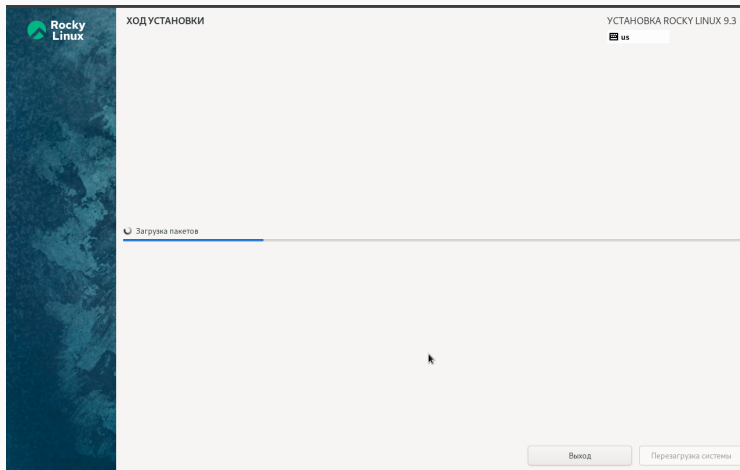 Rocky
Linux
ХОД УСТАНОВКИ
УСТАНОВКА ROCKY LINUX 9.3
us
Загрузка пакетов
Выход
Перезагрузка системы